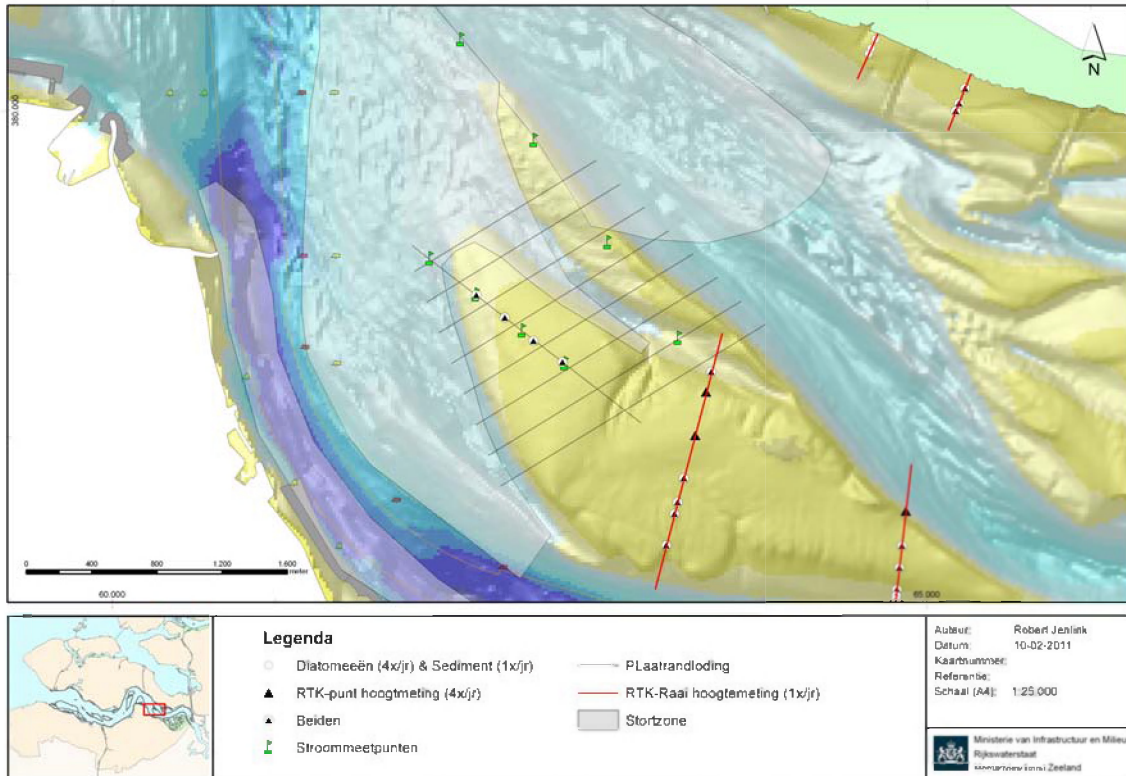 380.000
N
0 400 800 1.200 1.600
meter
60.000
65.000
Legenda
Diatomeeën (4x/jr) & Sediment (1x/jr)
RTK-punt hoogtmeting (4x/jr)
Beiden
Stroommeetpunten
PLaatrandloding
RTK-Raai hoogtemeting (1x/jr)
Stortzone
Auteur: Robert Jentink
Datum: 10-02-2011
Kaartnummer:
Referentie:
Schaal (A4): 1:25.000
Ministerie van Infrastructuur en Milieu
Rijkswaterstaat
Zeeland